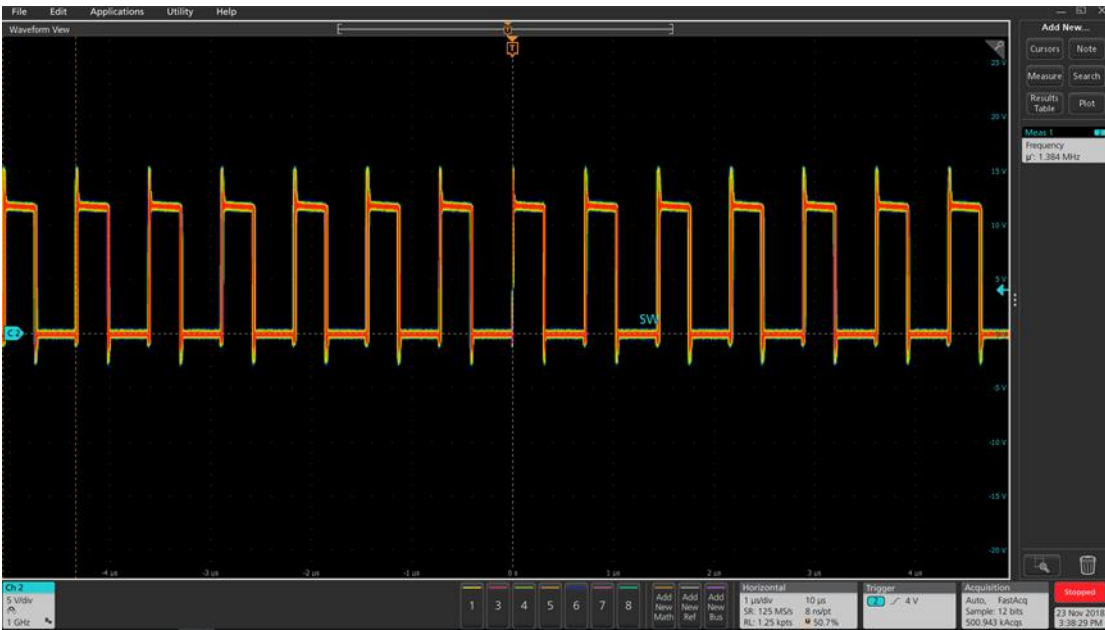 File Edit Applications Utility Help
Waveform View
T
T
25 V
20 V
15 V
10 V
5 V
C 2
SW
-5 V
-10 V
-15 V
-20 V
-4 µs -3 µs -2 µs -1 µs 0 s 1 µs 2 µs 3 µs 4 µs
Add New...
Cursors Note
Measure Search
Results Table Plot
Meas 1 2
Frequency
µ': 1.384 MHz
Ch 2
5 V/div
1 GHz
1 3 4 5 6 7 8
Add New Math
Add New Ref
Add New Bus
Horizontal
1 µs/div 10 µs
SR: 125 MS/s 8 ns/pt
RL: 1.25 kpts 50.7%
Trigger
2 4 V
Acquisition
Auto, FastAcq
Sample: 12 bits
500.943 kAcqs
Stopped
23 Nov 2018
3:38:29 PM